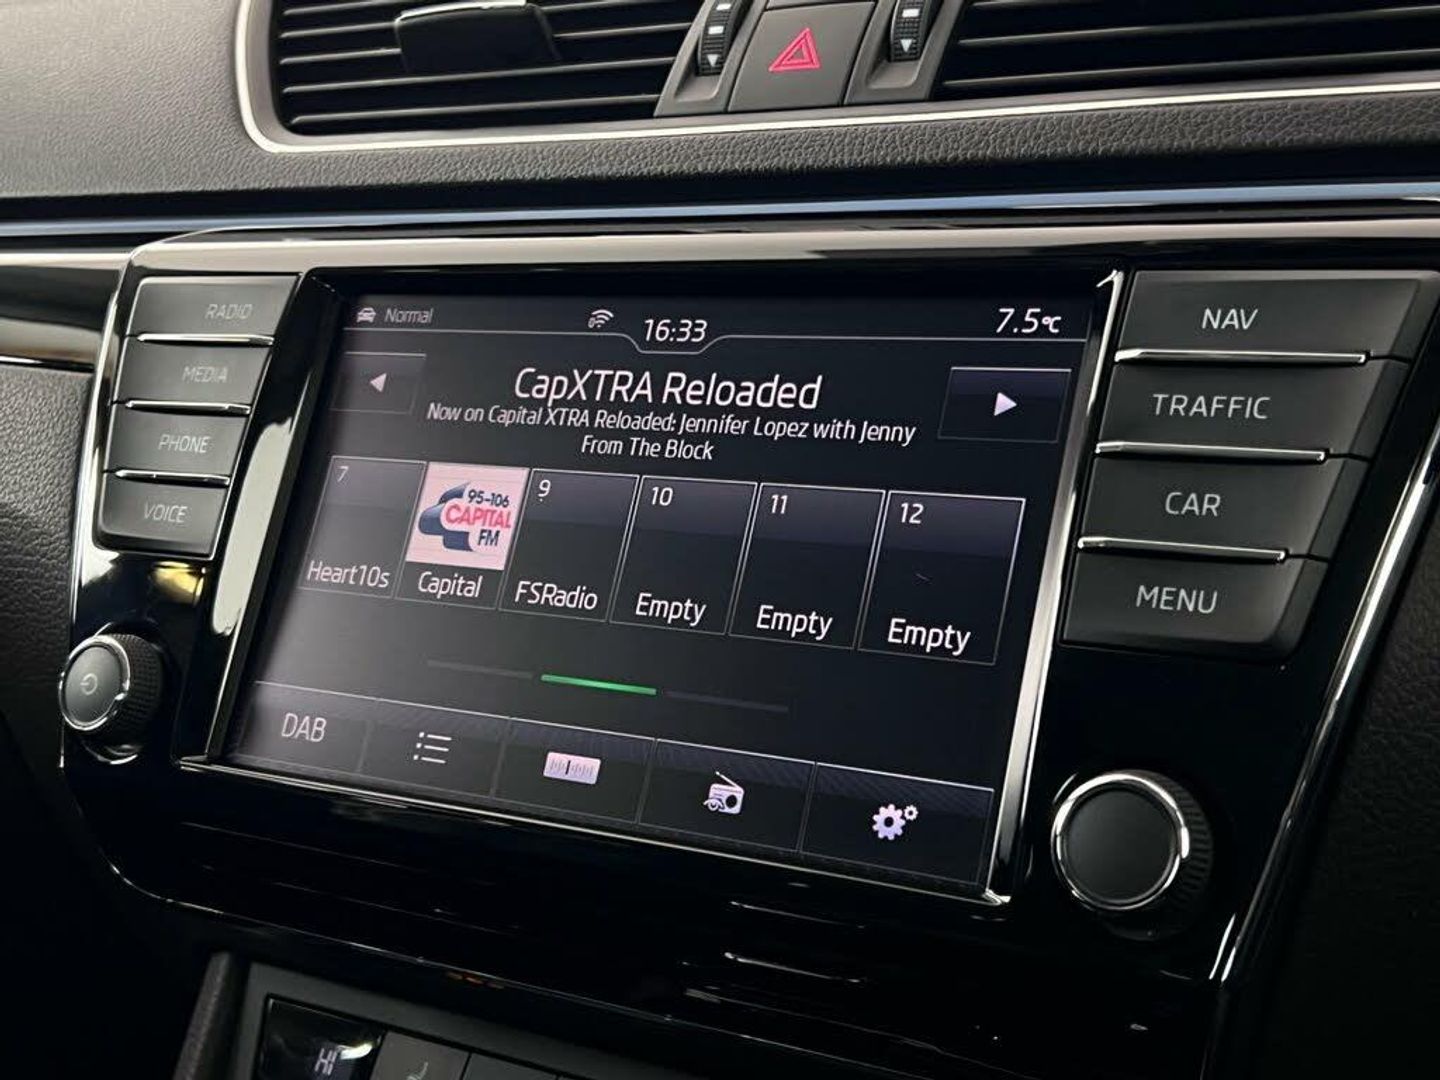 RADIO
MEDIA
PHONE
VOICE
Normal
16:33
7.5°C
CapXTRA Reloaded
Now on Capital XTRA Reloaded: Jennifer Lopez with Jenny
From The Block
7
Heart10s
95-106
CAPITAL
FM
Capital
9
FSRadio
10
Empty
11
Empty
12
Empty
DAB
NAV
TRAFFIC
CAR
MENU
HI